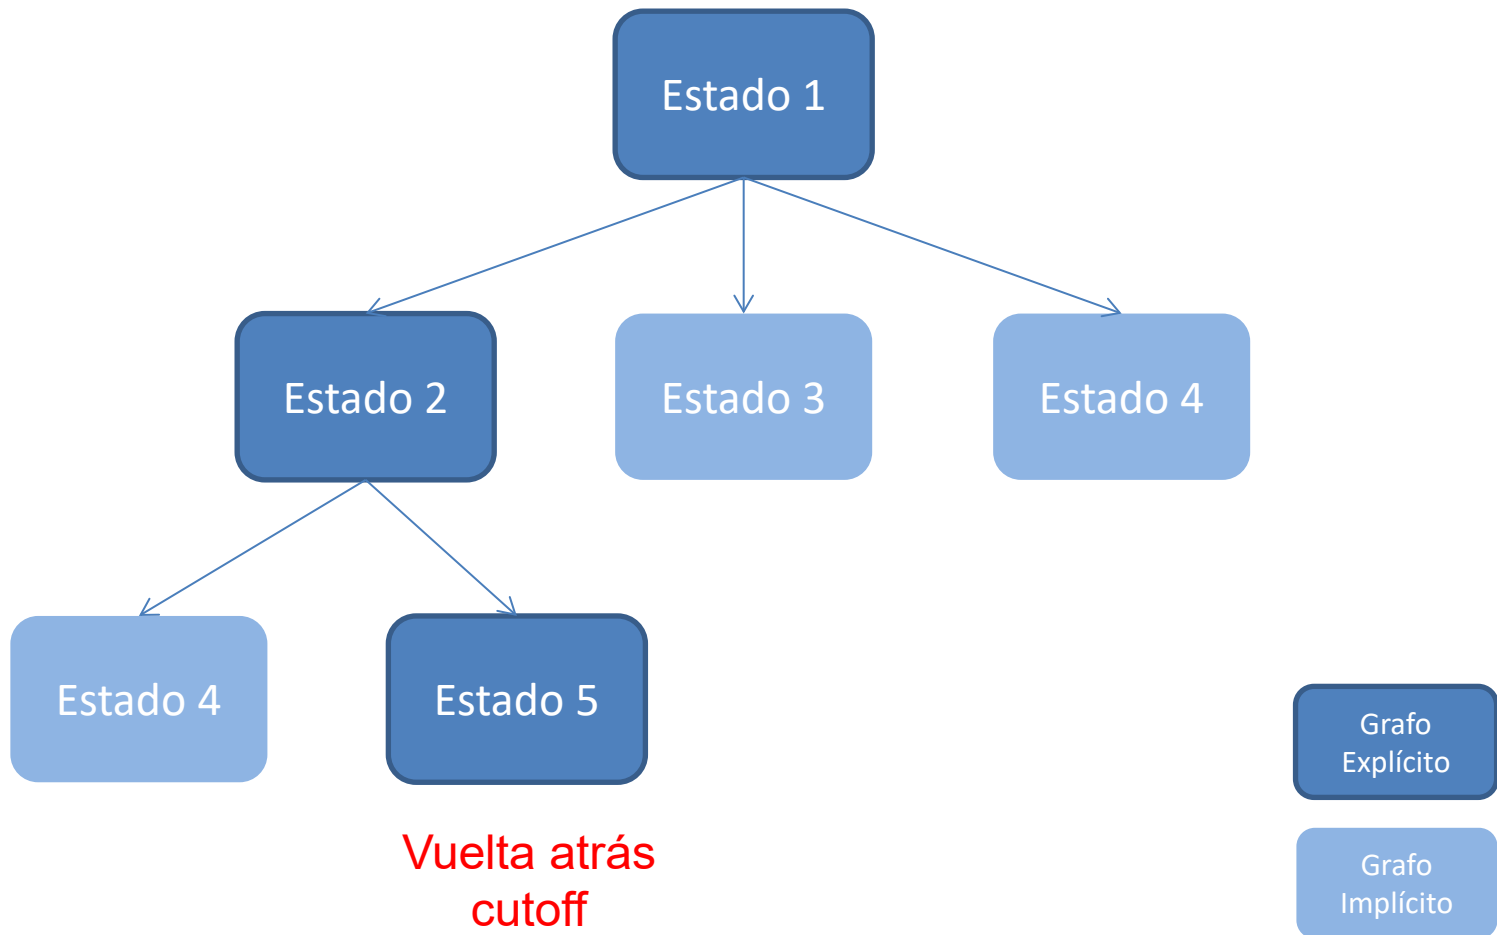 Estado 1
Estado 2
Estado 3
Estado 4
Estado 4
Estado 5
Vuelta atrás
cutoff
Grafo
Explícito
Grafo
Implícito